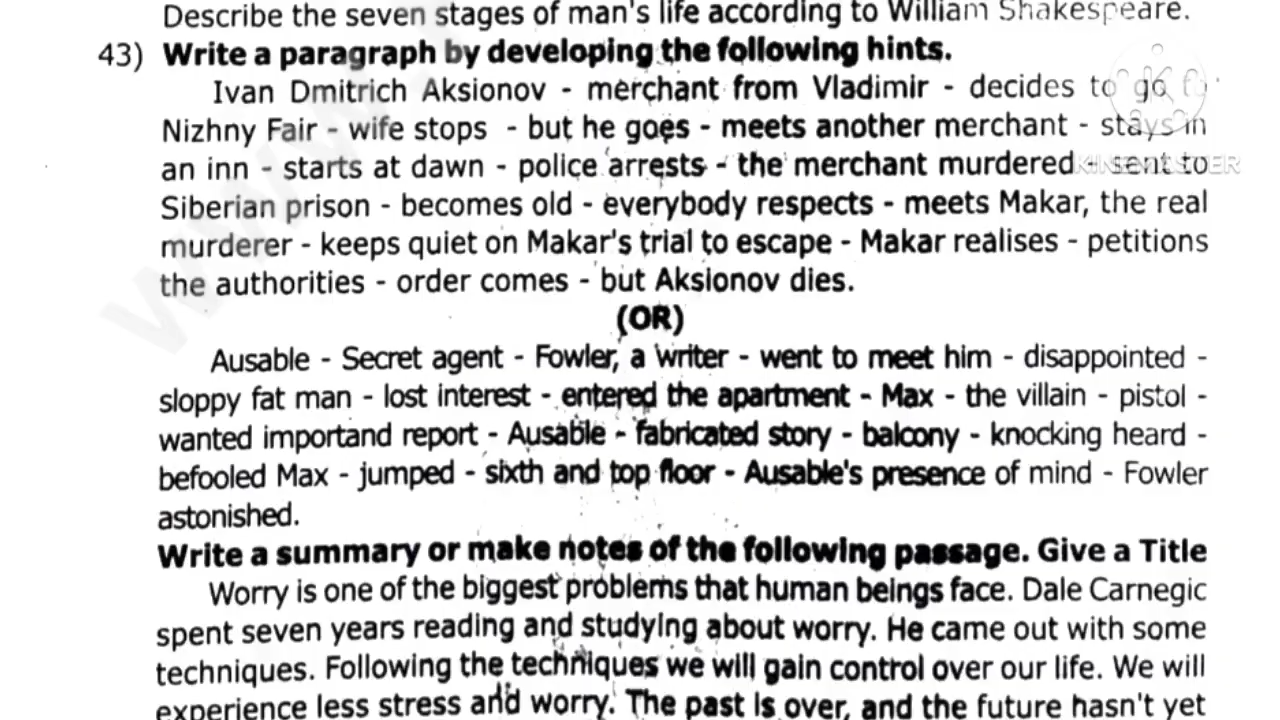 Describe the seven stages of man's life according to William Shakespeare.
43) Write a paragraph by developing the following hints.
Ivan Dmitrich Aksionov - merchant from Vladimir - decides to go to
Nizhny Fair - wife stops - but he goes - meets another merchant - stays in
an inn - starts at dawn - police arrests - the merchant murdered - sent to
KINEMASTER
Siberian prison - becomes old - everybody respects - meets Makar, the real
murderer - keeps quiet on Makar's trial to escape - Makar realises - petitions
the authorities - order comes - but Aksionov dies.
(OR)
Ausable - Secret agent - Fowler, a writer - went to meet him - disappointed -
sloppy fat man - lost interest - entered the apartment - Max - the villain - pistol -
wanted importand report - Ausable - fabricated story - balcony - knocking heard -
befooled Max - jumped - sixth and top floor - Ausable's presence of mind - Fowler
astonished.
Write a summary or make notes of the following passage. Give a Title
Worry is one of the biggest problems that human beings face. Dale Carnegic
spent seven years reading and studying about worry. He came out with some
techniques. Following the techniques we will gain control over our life. We will
experience less stress and worry. The past is over, and the future hasn't yet